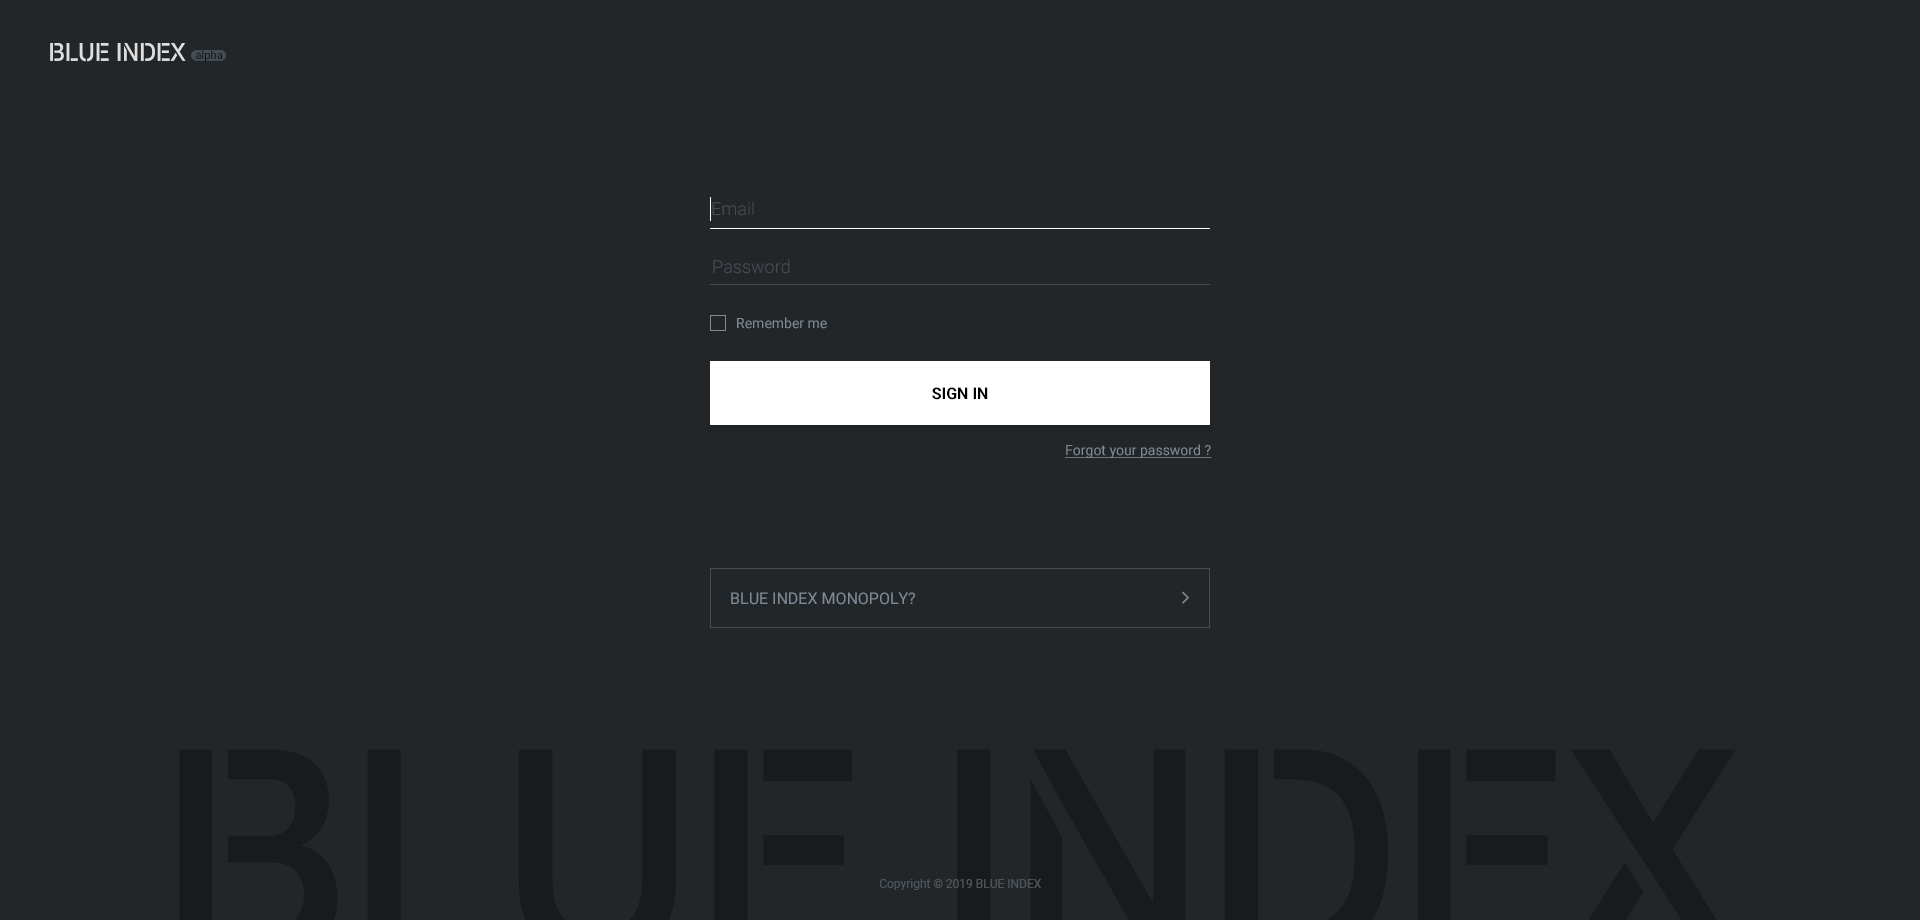 BLUE INDEX alpha
Email
Password
Remember me
SIGN IN
Forgot your password ?
BLUE INDEX MONOPOLY?
BLUE INDEX
Copyright © 2019 BLUE INDEX